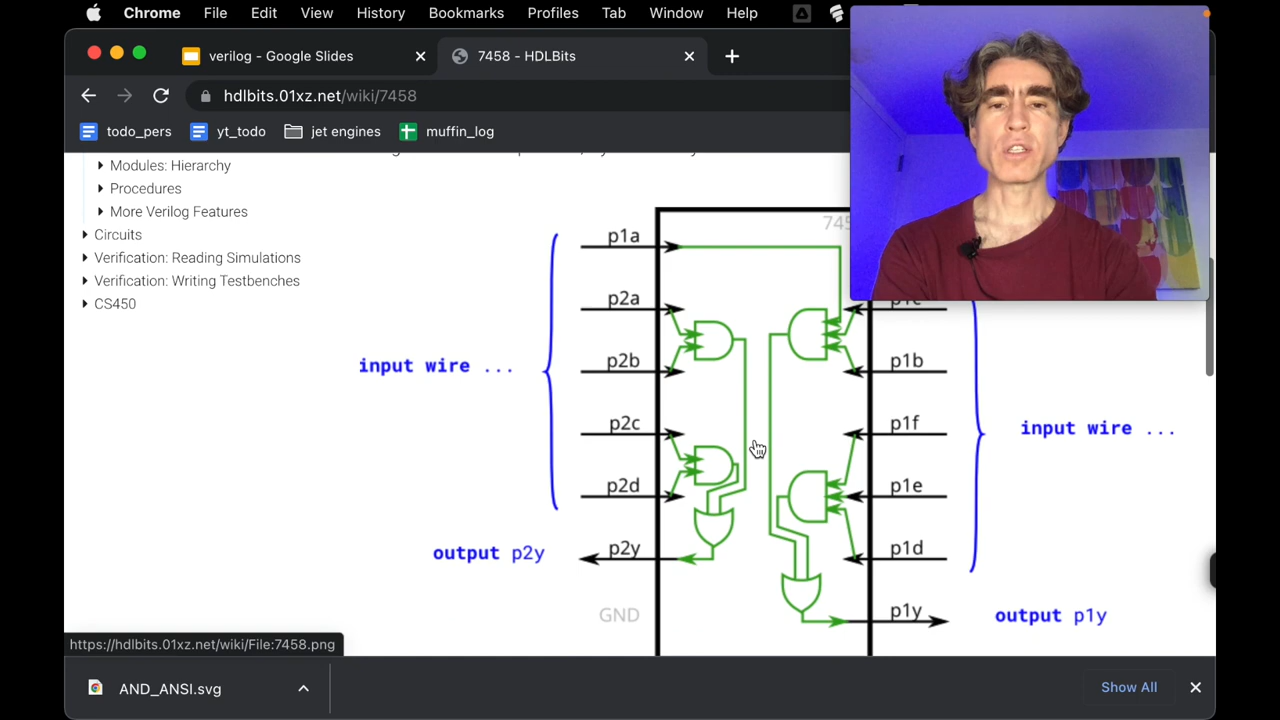 Chrome File Edit View History Bookmarks Profiles Tab Window Help
verilog - Google Slides
7458 - HDLBits
hdlbits.01xz.net/wiki/7458
todo_pers
yt_todo
jet engines
muffin_log
Modules: Hierarchy
Procedures
More Verilog Features
Circuits
Verification: Reading Simulations
Verification: Writing Testbenches
CS450
p1a
p2a
p1c
input wire ...
p2b
p1b
p2c
p1f
input wire ...
p2d
p1e
output p2y
p2y
p1d
GND
p1y
output p1y
https://hdlbits.01xz.net/wiki/File:7458.png
AND_ANSI.svg
Show All